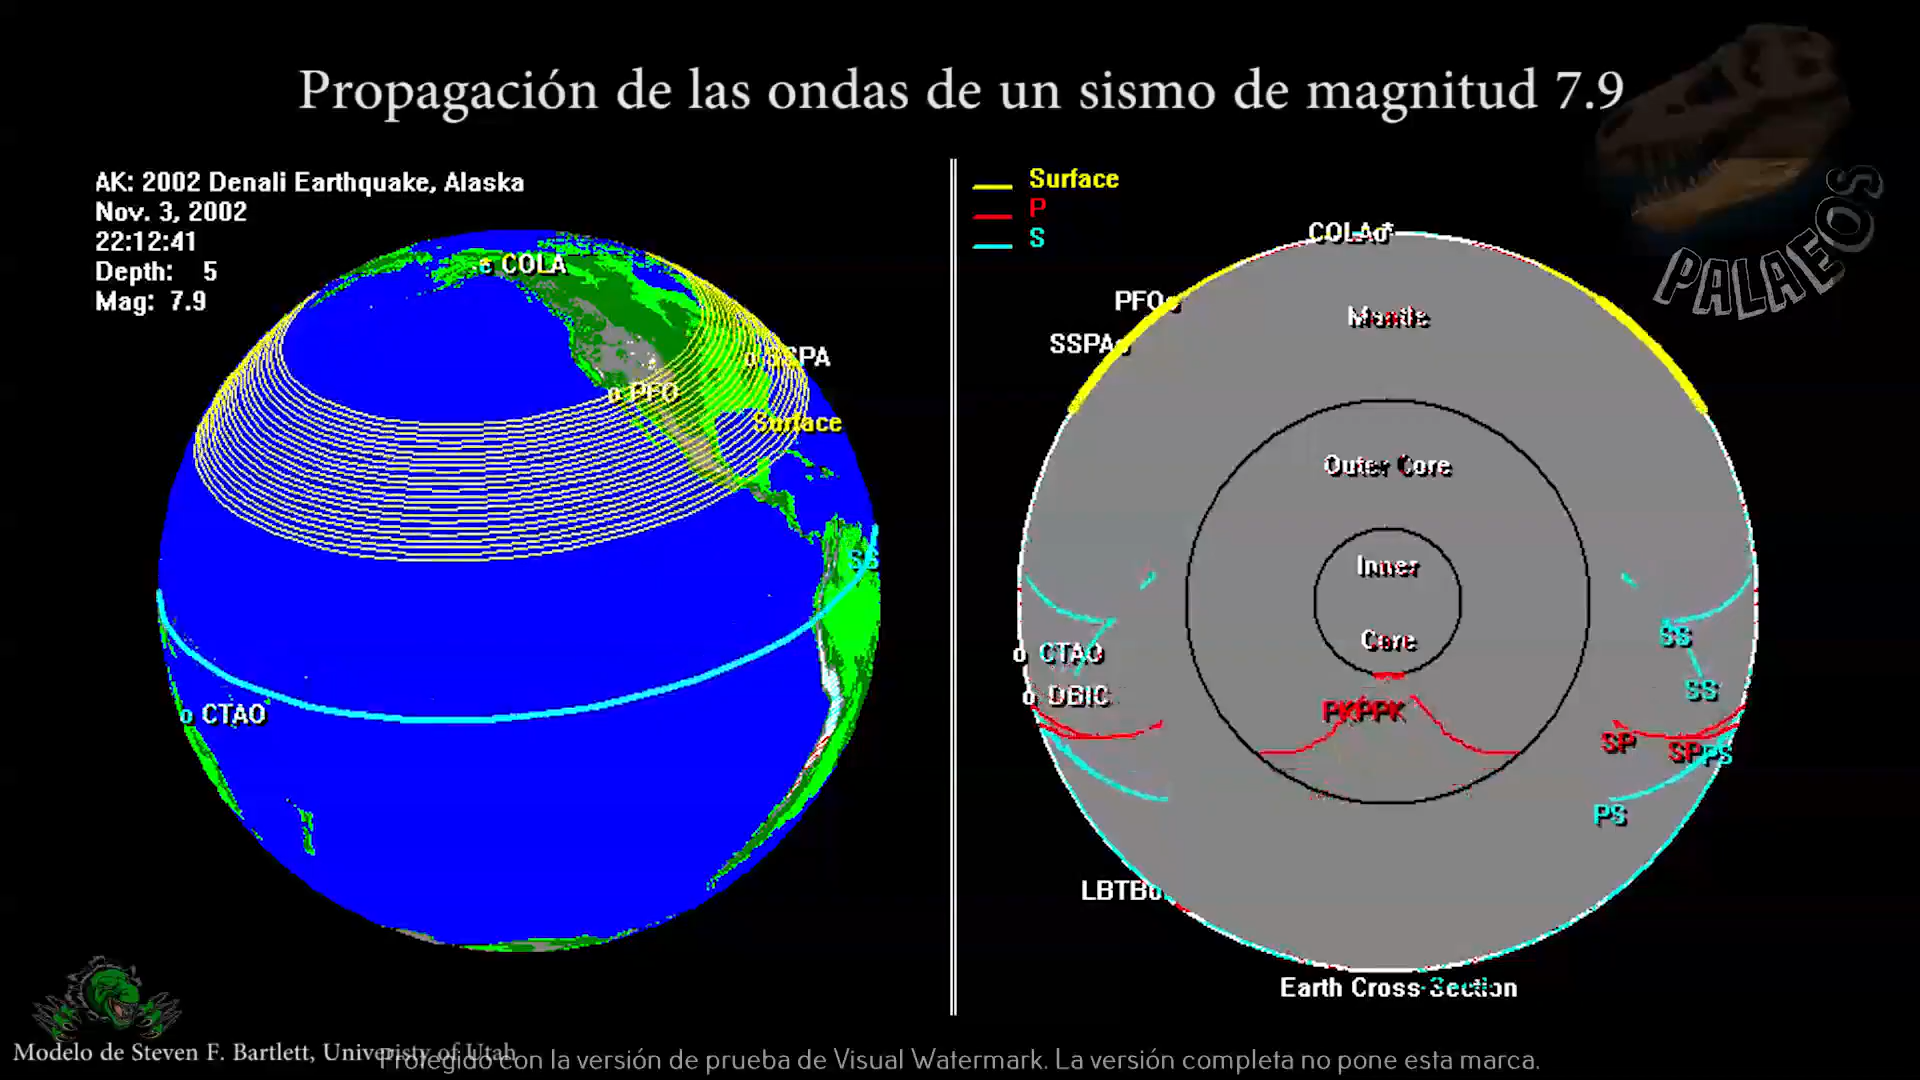 Propagación de las ondas de un sismo de magnitud 7.9
PALAEOS
AK: 2002 Denali Earthquake, Alaska
Nov. 3, 2002
22:12:41
Depth: 5
Mag: 7.9
COLA
SSPA
PFO
Surface
SS
CTAO
Surface
P
S
COLA
PFO
SSPA
Mantle
Outer Core
Inner
Core
CTAO
DBIC
PKPPK
SS
SS
SP
SP
PS
PS
LBTB
Earth Cross Section
Modelo de Steven F. Bartlett, Univeristy of Utah
Protegido con la versión de prueba de Visual Watermark. La versión completa no pone esta marca.